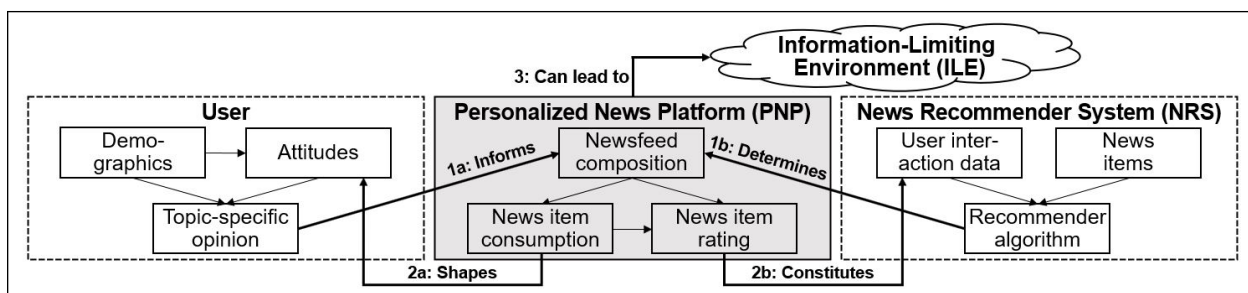 Information-Limiting
Environment (ILE)
3: Can lead to
User
Demo-
graphics
Attitudes
Topic-specific
opinion
1a: Informs
Personalized News Platform (PNP)
Newsfeed
composition
News item
consumption
News item
rating
1b: Determines
News Recommender System (NRS)
User inter-
action data
News
items
Recommender
algorithm
2a: Shapes
2b: Constitutes